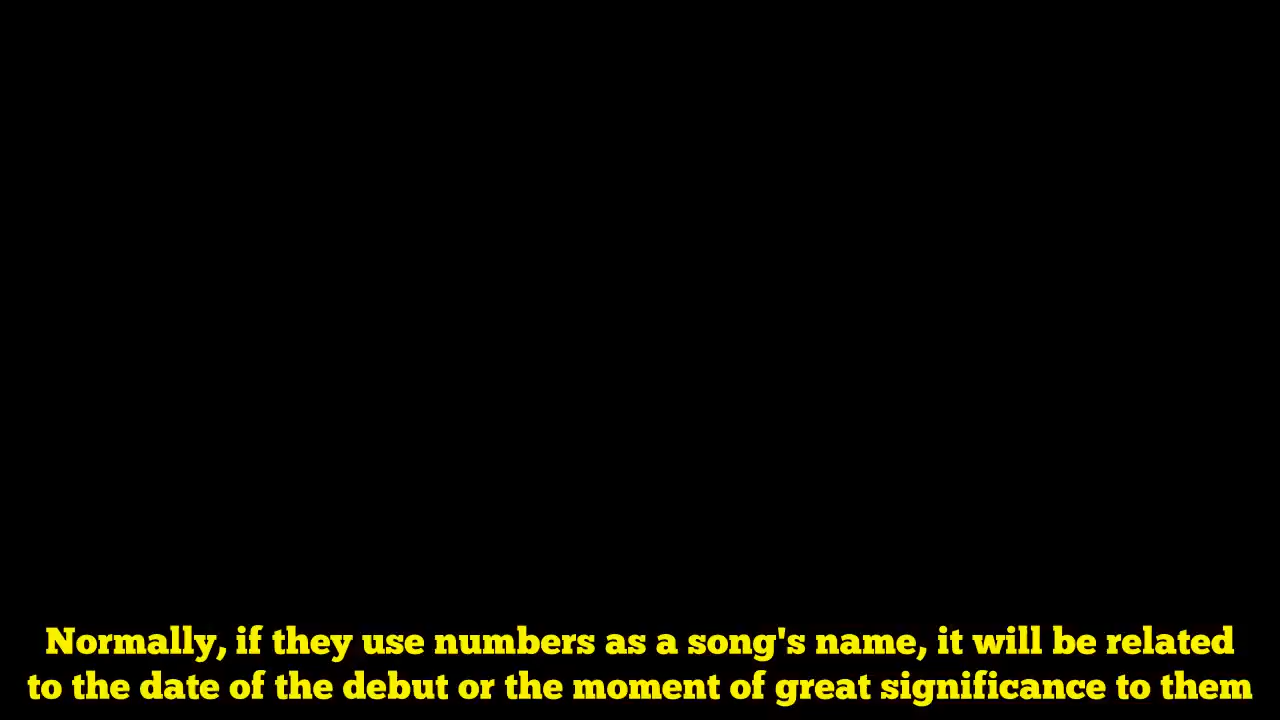 Normally, if they use numbers as a song's name, it will be related
to the date of the debut or the moment of great significance to them